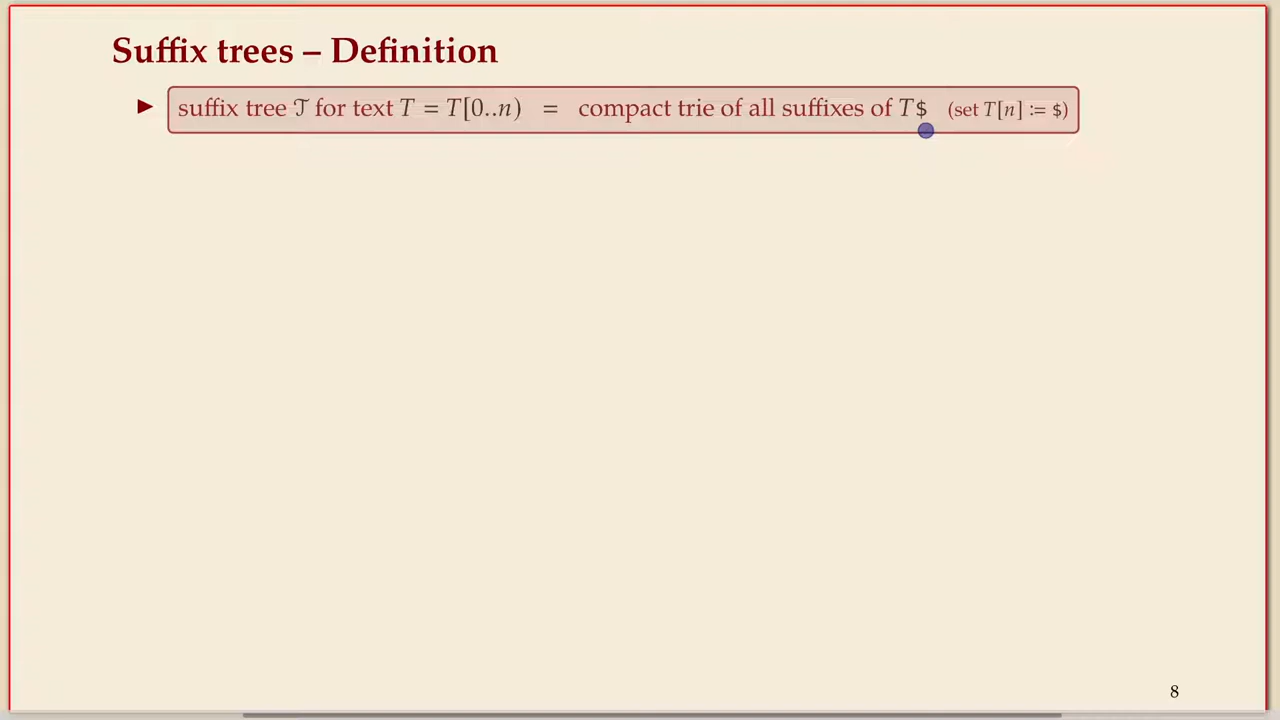 Suffix trees – Definition
▶ suffix tree 𝒯 for text T = T[0..n) = compact trie of all suffixes of T$ (set T[n] := $)
8